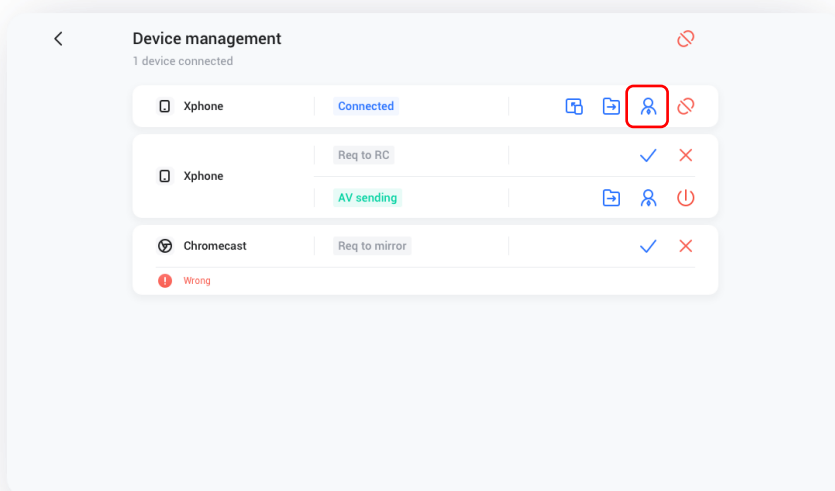 Device management
1 device connected
Xphone
Connected
Xphone
Req to RC
AV sending
Chromecast
Req to mirror
Wrong